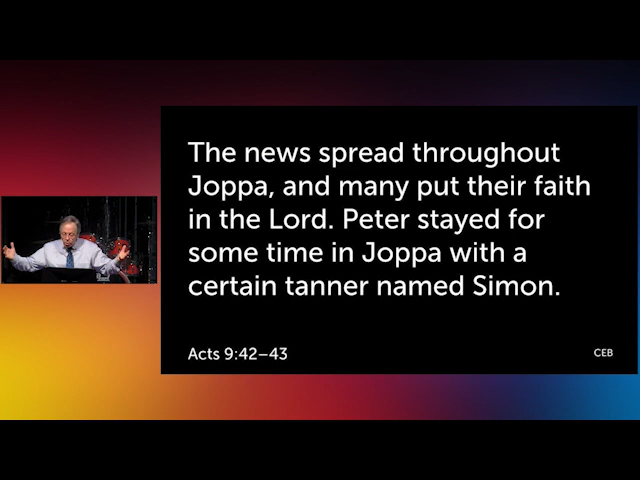 The news spread throughout
Joppa, and many put their faith
in the Lord. Peter stayed for
some time in Joppa with a
certain tanner named Simon.
Acts 9:42–43
CEB